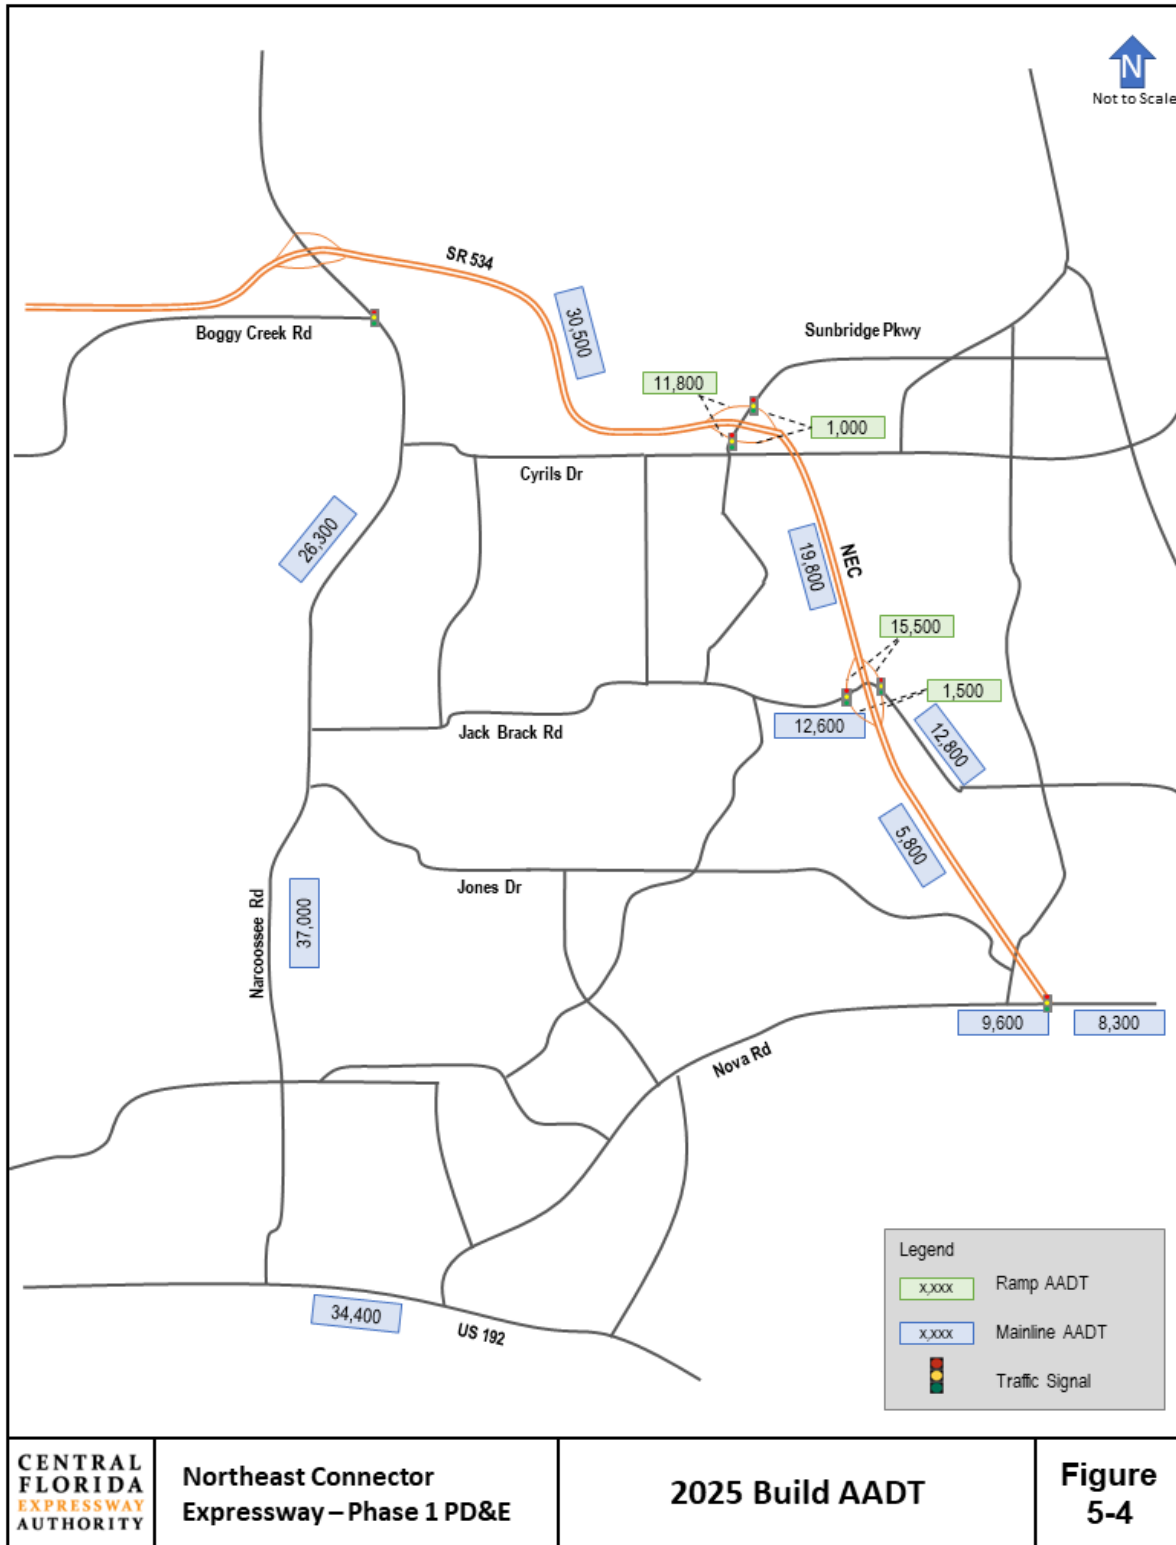 N
Not to Scale
SR 534
Boggy Creek Rd
30,500
Sunbridge Pkwy
11,800
1,000
Cyrils Dr
26,300
19,800
NEC
15,500
1,500
12,600
12,800
Jack Brack Rd
5,800
Jones Dr
Narcoossee Rd
37,000
9,600
8,300
Nova Rd
34,400
US 192
Legend
x,xxx
Ramp AADT
x,xxx
Mainline AADT
Traffic Signal
CENTRAL
FLORIDA
EXPRESSWAY
AUTHORITY
Northeast Connector
Expressway – Phase 1 PD&E
2025 Build AADT
Figure
5-4